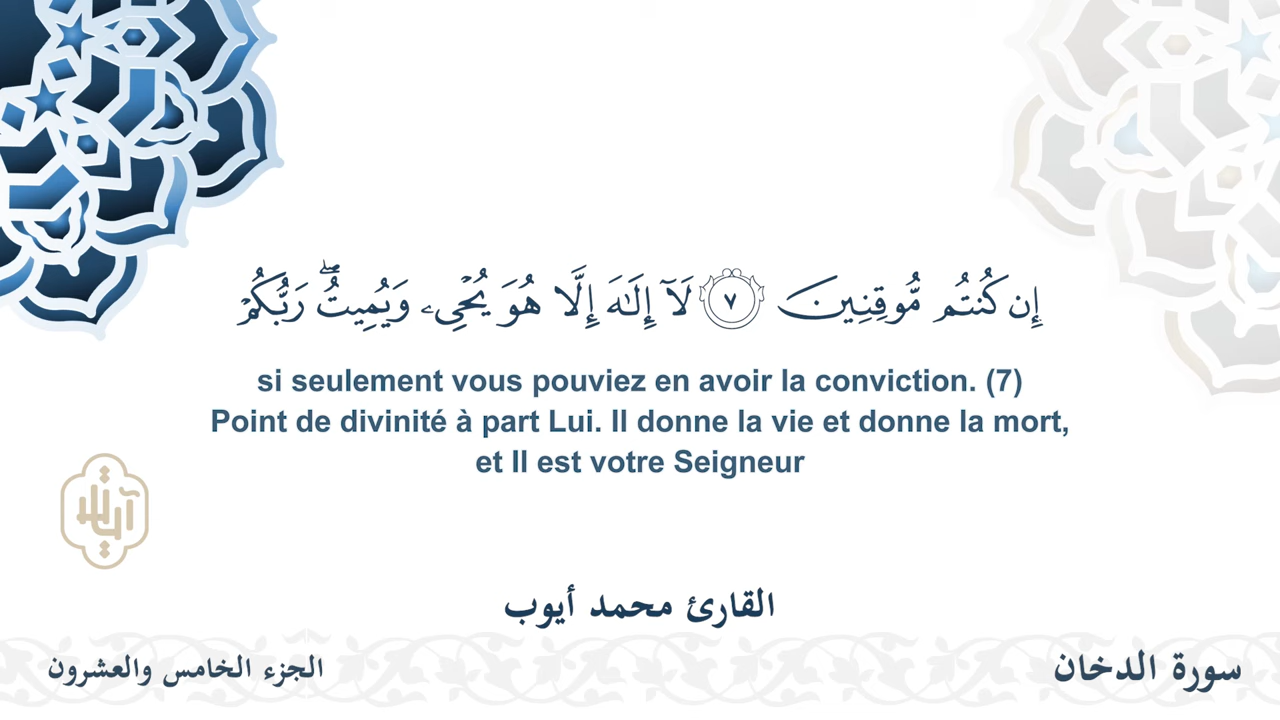 إِن كُنتُم مُّوقِنِينَ ٧ لَآ إِلَٰهَ إِلَّا هُوَ يُحْىِۦ وَيُمِيتُ ۖ رَبُّكُمْ
si seulement vous pouviez en avoir la conviction. (7)
Point de divinité à part Lui. Il donne la vie et donne la mort,
et Il est votre Seigneur
آيات
القارئ محمد أيوب
سورة الدخان
الجزء الخامس والعشرون